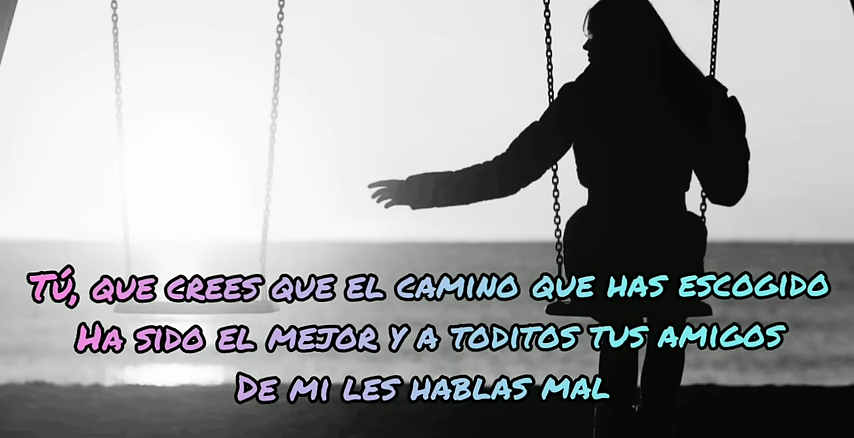 Tú, que crees que el camino que has escogido
Ha sido el mejor y a toditos tus amigos
De mi les hablas mal